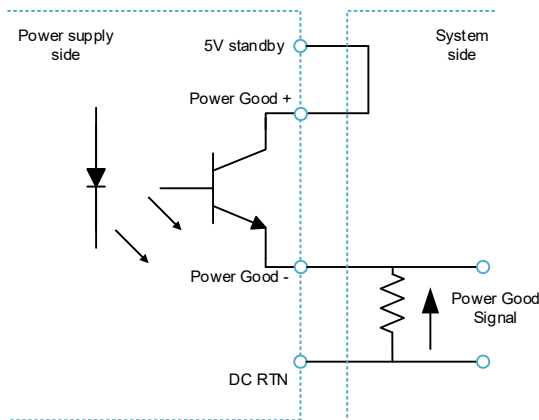 Power supply
side
System
side
5V standby
Power Good +
Power Good -
Power Good
Signal
DC RTN